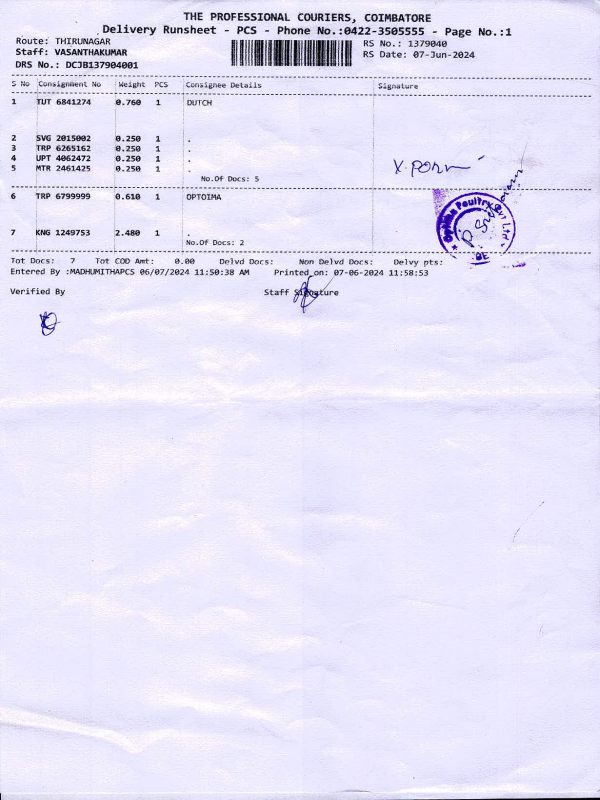 THE PROFESSIONAL COURIERS, COIMBATORE
Delivery Runsheet - PCS - Phone No.:0422-3505555 - Page No.:1
Route: THIRUNAGAR RS No.: 1379040
Staff: VASANTHAKUMAR RS Date: 07-Jun-2024
DRS No.: DCJB137904001
S No Consignment No Weight PCS Consignee Details Signature
1 TUT 6841274 0.760 1 DUTCH
2 SVG 2015002 0.250 1 .
3 TRP 6265162 0.250 1 .
4 UPT 4062472 0.250 1 .
5 MTR 2461425 0.250 1 .
No.Of Docs: 5
6 TRP 6799999 0.610 1 OPTOIMA
7 KNG 1249753 2.480 1 .
No.Of Docs: 2
Poultry Pvt Ltd
Tot Docs: 7 Tot COD Amt: 0.00 Delvd Docs: Non Delvd Docs: Delvy pts:
Entered By :MADHUMITHAPCS 06/07/2024 11:50:38 AM Printed on: 07-06-2024 11:58:53
Verified By Staff Signature